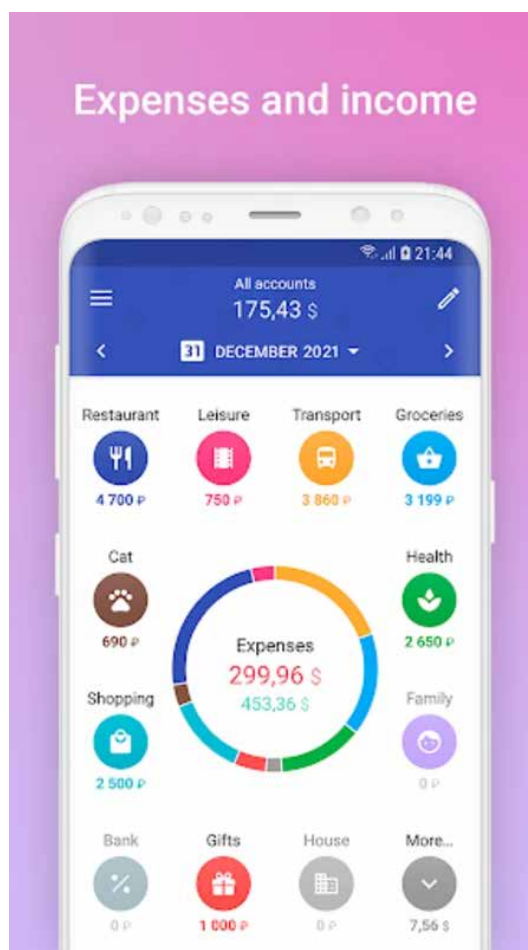 Expenses and income
21:44
All accounts
175,43 $
31 DECEMBER 2021
Restaurant Leisure Transport Groceries
4 700 ₽ 750 ₽ 3 860 ₽ 3 199 ₽
Cat Health
690 ₽ 2 650 ₽
Expenses
299,96 $
453,36 $
Shopping Family
2 500 ₽ 0 ₽
Bank Gifts House More...
0 ₽ 1 000 ₽ 0 ₽ 7,56 $